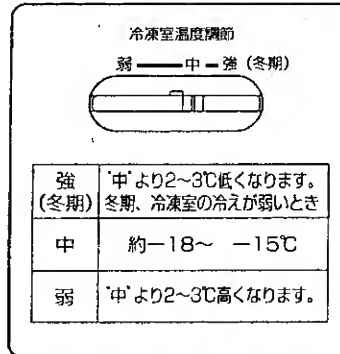 冷凍室温度調節
弱 ━━━ 中 ━ 強 (冬期)
強
(冬期)
"中"より2～3℃低くなります。
冬期、冷凍室の冷えが弱いとき
中
約－18～ －15℃
弱
"中"より2～3℃高くなります。